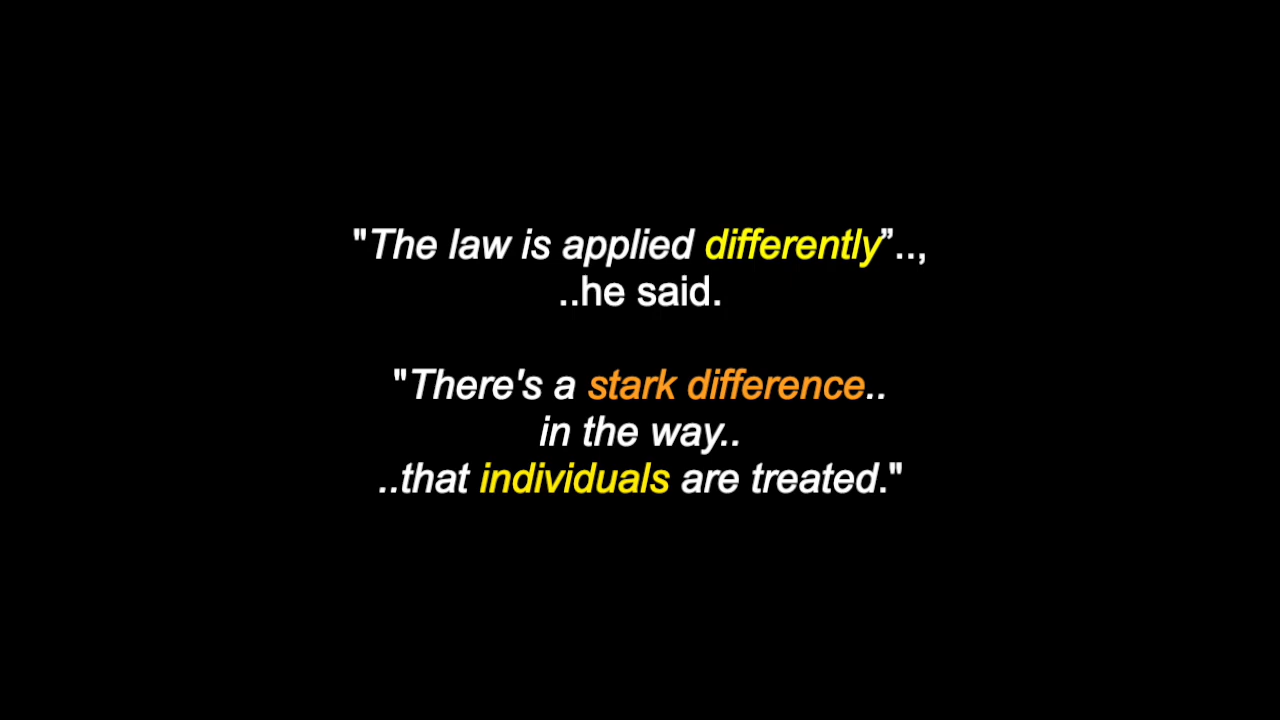 "The law is applied differently”..,
..he said.
"There's a stark difference..
in the way..
..that individuals are treated."